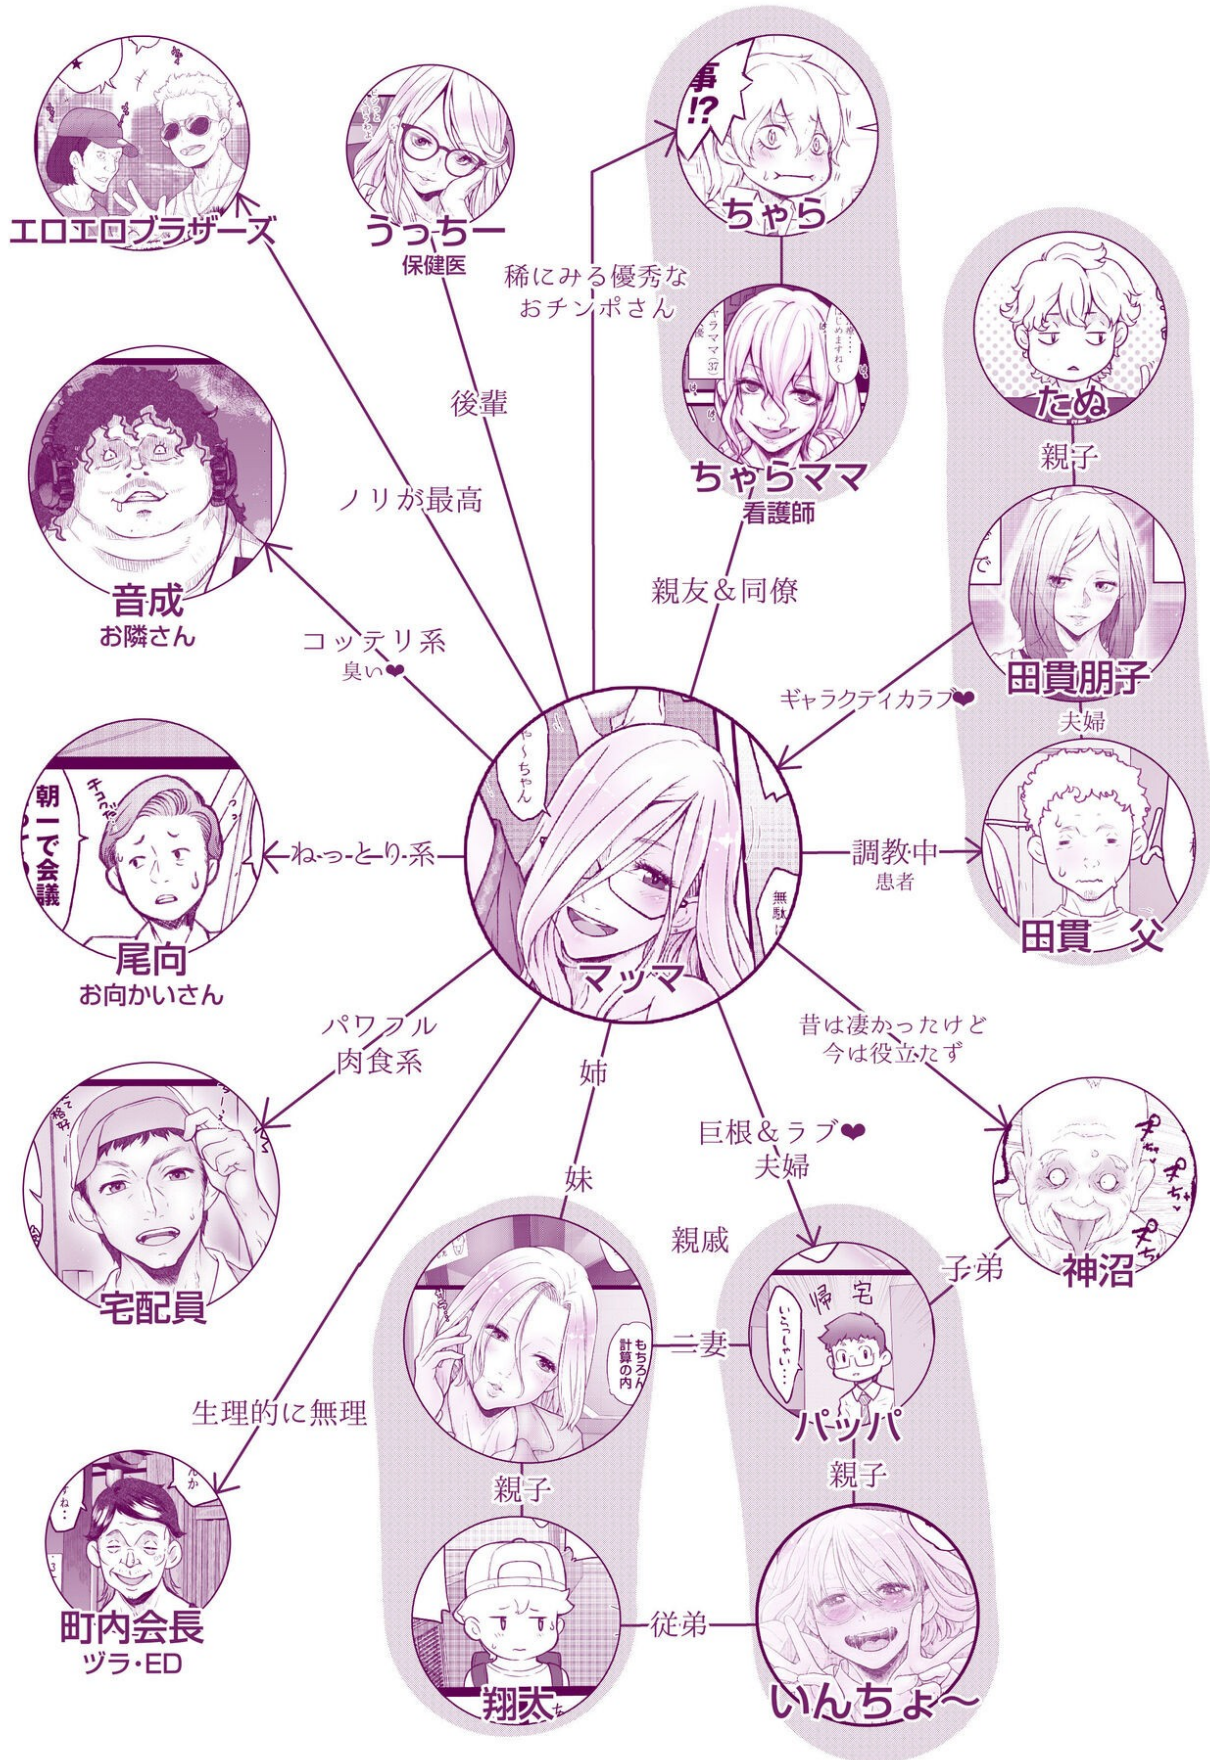 エロエロブラザーズ
うっちー
保健医
事!?
ちゃら
稀にみる優秀な
おチンポさん
ちゃらママ
看護師
ャラママ(37)
たぬ
親子
後輩
ノリが最高
音成
お隣さん
コッテリ系
臭い❤
親友&同僚
田貫朋子
ギャラクティカラブ❤
夫婦
朝一で会議
尾向
お向かいさん
ねっとり系
や〜ちゃん
マッマ
調教中
患者
田貫 父
パワフル
肉食系
宅配員
姉
妹
巨根&ラブ❤
夫婦
昔は凄かったけど
今は役立たず
神沼
子弟
親戚
二妻
もちろん
計算の内
帰宅
いらっしゃい・・・
パッパ
生理的に無理
町内会長
ヅラ・ED
親子
親子
翔太
従弟
いんちょ〜